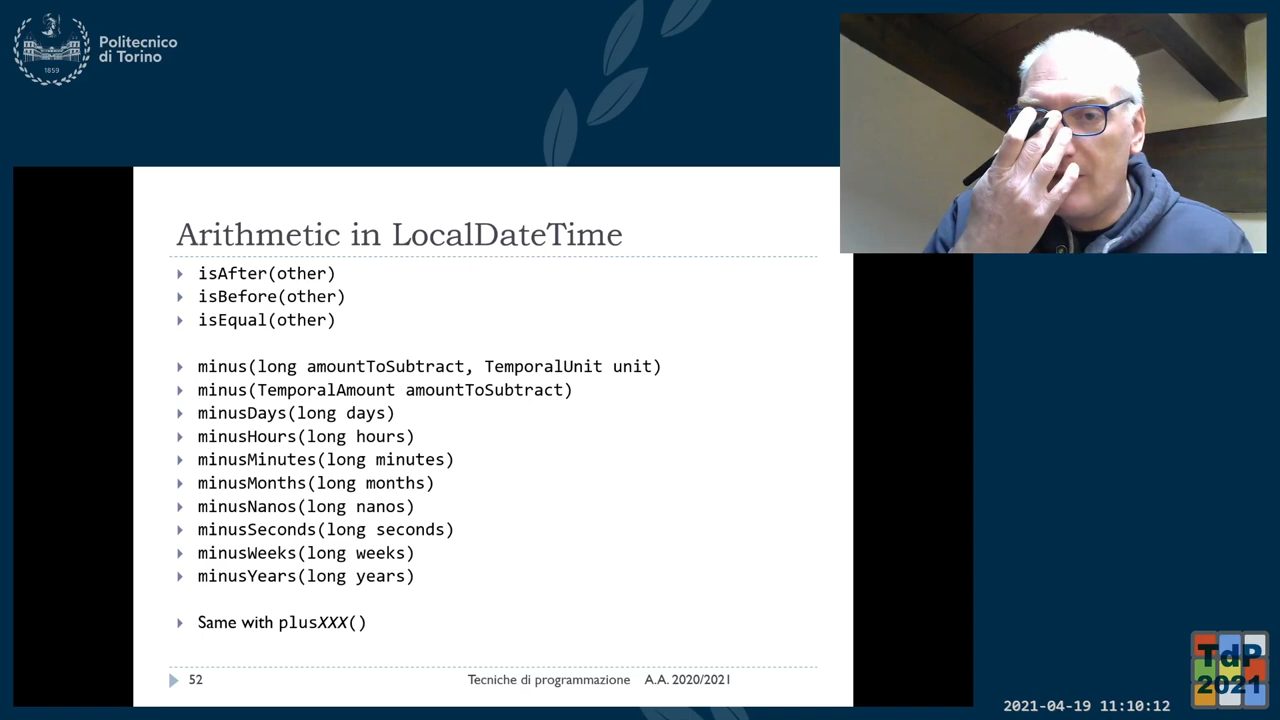 Politecnico
di Torino
1859
Arithmetic in LocalDateTime
isAfter(other)
isBefore(other)
isEqual(other)
minus(long amountToSubtract, TemporalUnit unit)
minus(TemporalAmount amountToSubtract)
minusDays(long days)
minusHours(long hours)
minusMinutes(long minutes)
minusMonths(long months)
minusNanos(long nanos)
minusSeconds(long seconds)
minusWeeks(long weeks)
minusYears(long years)
Same with plusXXX()
52
Tecniche di programmazione A.A. 2020/2021
TdP
2021
2021-04-19 11:10:12